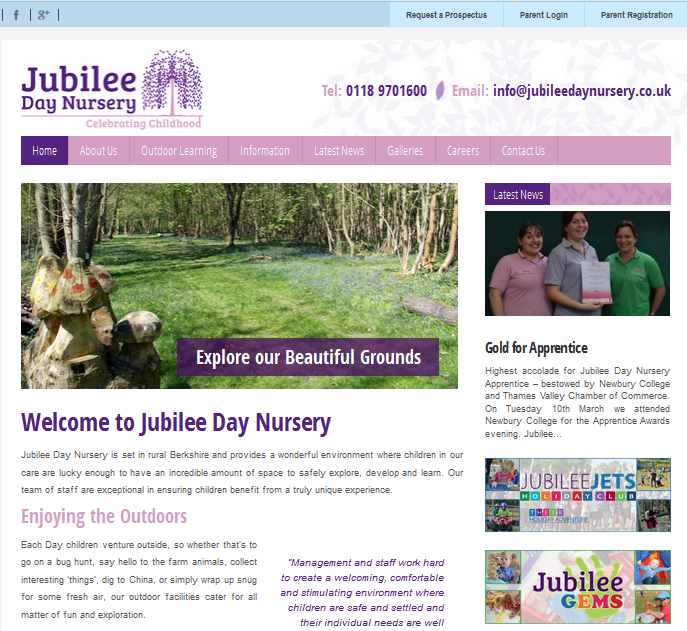 Request a Prospectus Parent Login Parent Registration
Jubilee
Day Nursery
Celebrating Childhood
Tel: 0118 9701600 Email: info@jubileedaynursery.co.uk
Home About Us Outdoor Learning Information Latest News Galleries Careers Contact Us
Explore our Beautiful Grounds
Welcome to Jubilee Day Nursery
Jubilee Day Nursery is set in rural Berkshire and provides a wonderful environment where children in our
care are lucky enough to have an incredible amount of space to safely explore, develop and learn. Our
team of staff are exceptional in ensuring children benefit from a truly unique experience.
Enjoying the Outdoors
Each Day children venture outside, so whether that's to
go on a bug hunt, say hello to the farm animals, collect
interesting 'things', dig to China, or simply wrap up snug
for some fresh air, our outdoor facilities cater for all
matter of fun and exploration.
"Management and staff work hard
to create a welcoming, comfortable
and stimulating environment where
children are safe and settled and
their individual needs are well
Latest News
Gold for Apprentice
Highest accolade for Jubilee Day Nursery
Apprentice – bestowed by Newbury College
and Thames Valley Chamber of Commerce.
On Tuesday 10th March we attended
Newbury College for the Apprentice Awards
evening. Jubilee...
JUBILEEJETS
HOLIDAYCLUB
THEIR
HOLIDAY ADVENTURE
Jubilee
GEMS